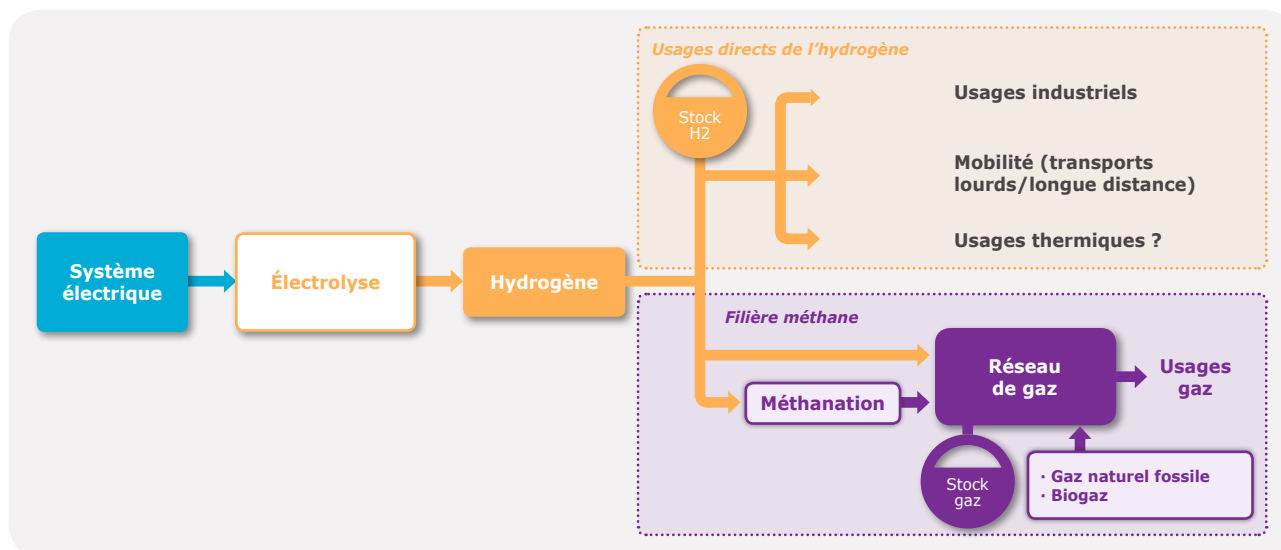 Usages directs de l’hydrogène
Stock
H2
Usages industriels
Mobilité (transports
lourds/longue distance)
Usages thermiques ?
Système
électrique
Électrolyse
Hydrogène
Filière méthane
Méthanation
Réseau
de gaz
Usages
gaz
Stock
gaz
· Gaz naturel fossile
· Biogaz